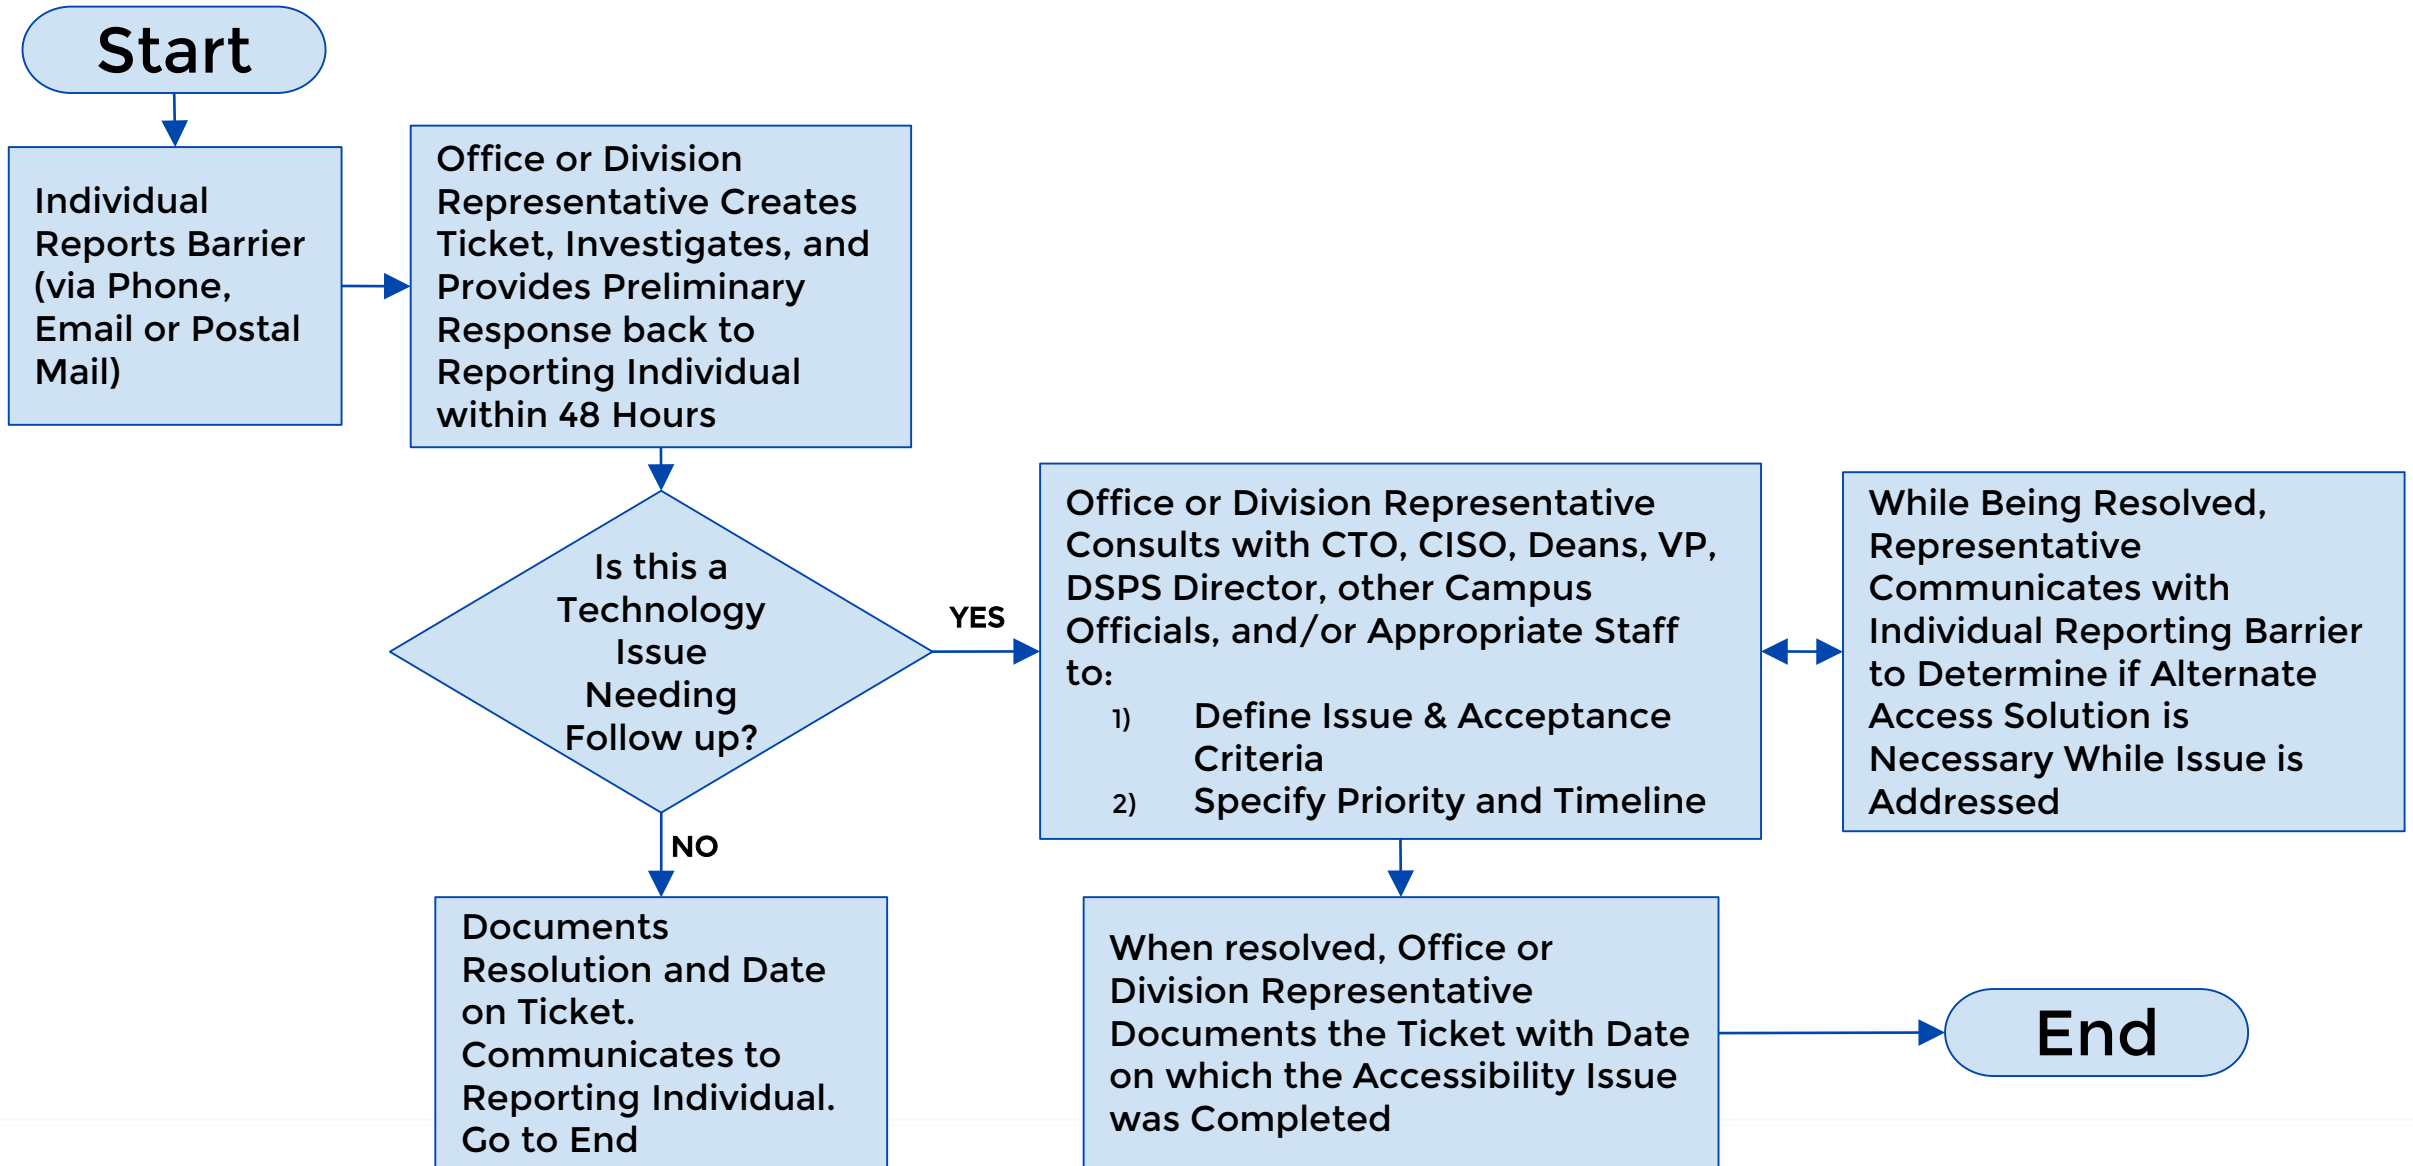 Start
Individual
Reports Barrier
(via Phone,
Email or Postal
Mail)
Office or Division
Representative Creates
Ticket, Investigates, and
Provides Preliminary
Response back to
Reporting Individual
within 48 Hours
Is this a
Technology
Issue
Needing
Follow up?
YES
NO
Office or Division Representative
Consults with CTO, CISO, Deans, VP,
DSPS Director, other Campus
Officials, and/or Appropriate Staff
to:
1) Define Issue & Acceptance
Criteria
2) Specify Priority and Timeline
While Being Resolved,
Representative
Communicates with
Individual Reporting Barrier
to Determine if Alternate
Access Solution is
Necessary While Issue is
Addressed
Documents
Resolution and Date
on Ticket.
Communicates to
Reporting Individual.
Go to End
When resolved, Office or
Division Representative
Documents the Ticket with Date
on which the Accessibility Issue
was Completed
End